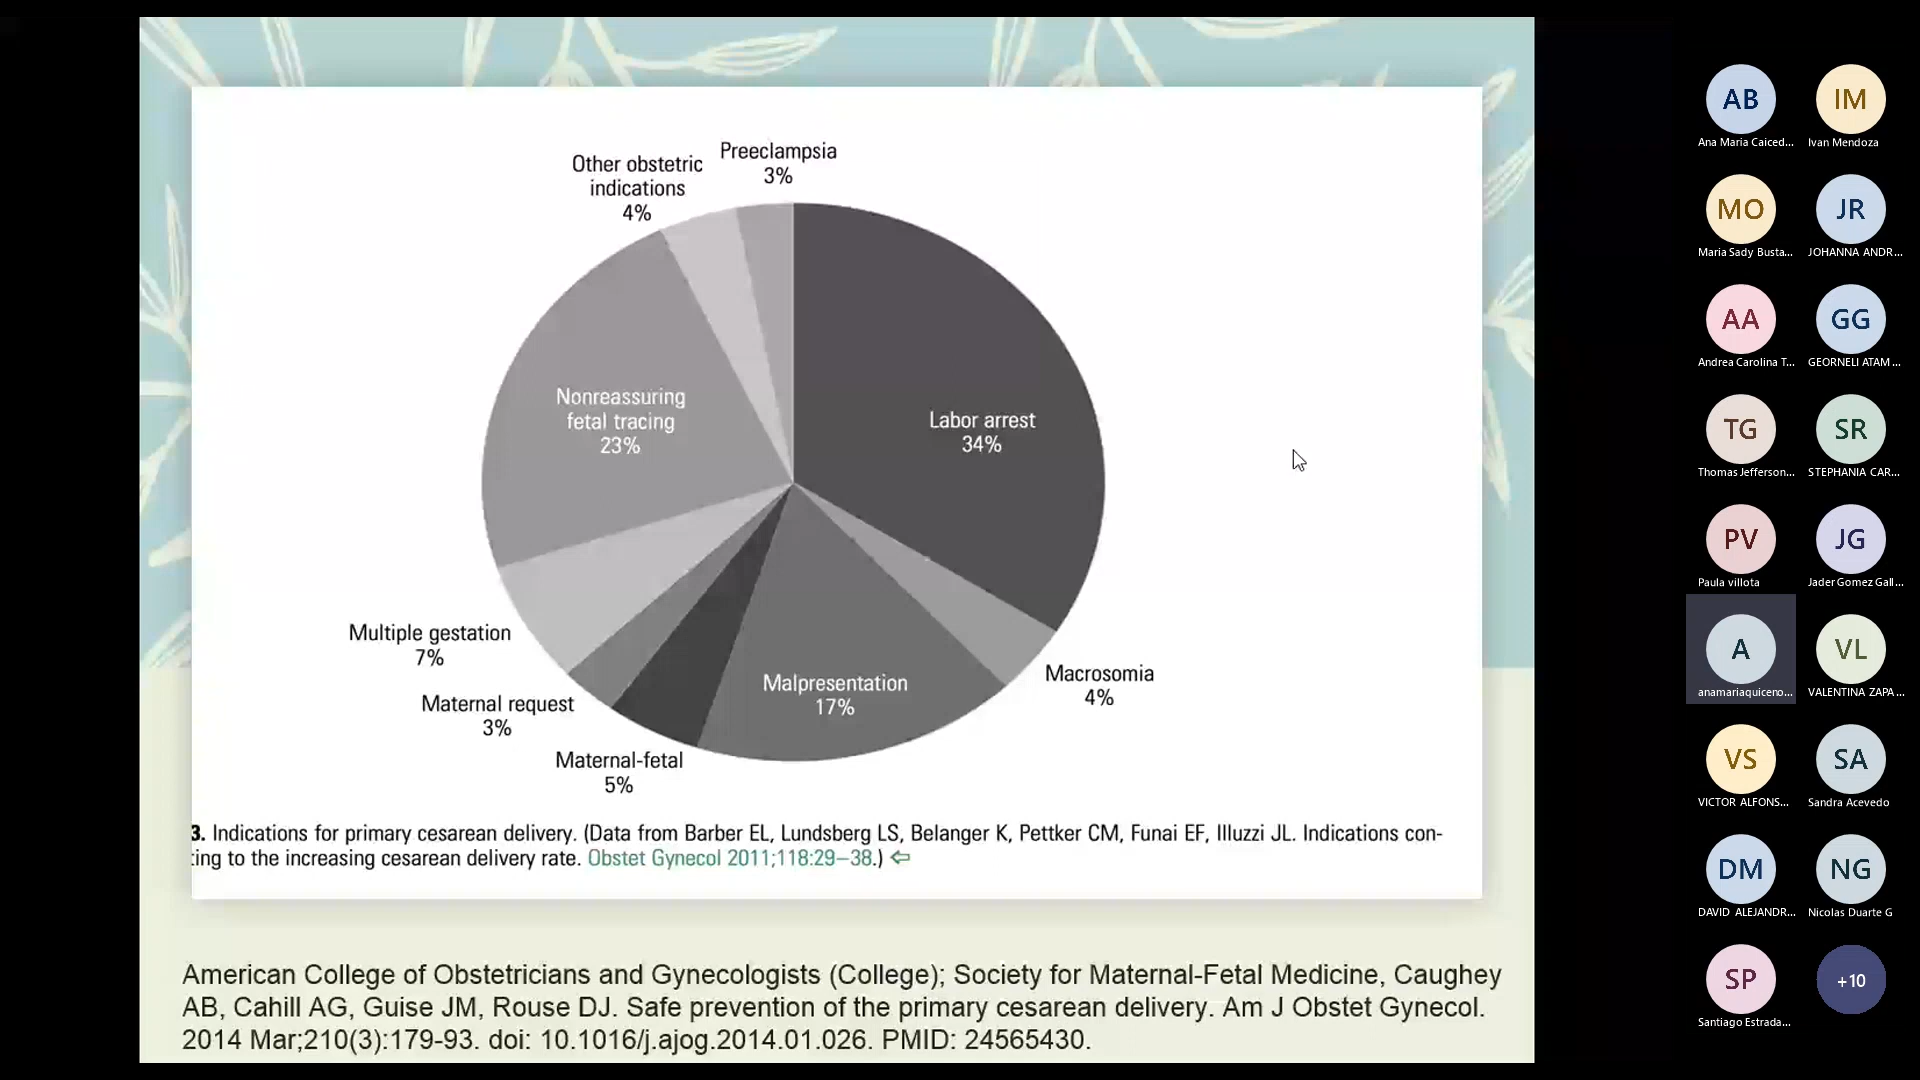 Preeclampsia
3%
Other obstetric
indications
4%
Nonreassuring
fetal tracing
23%
Labor arrest
34%
Multiple gestation
7%
Malpresentation
17%
Macrosomia
4%
Maternal request
3%
Maternal-fetal
5%
3. Indications for primary cesarean delivery. (Data from Barber EL, Lundsberg LS, Belanger K, Pettker CM, Funai EF, Illuzzi JL. Indications con-
ting to the increasing cesarean delivery rate. Obstet Gynecol 2011;118:29–38.) ⇦
American College of Obstetricians and Gynecologists (College); Society for Maternal-Fetal Medicine, Caughey
AB, Cahill AG, Guise JM, Rouse DJ. Safe prevention of the primary cesarean delivery. Am J Obstet Gynecol.
2014 Mar;210(3):179-93. doi: 10.1016/j.ajog.2014.01.026. PMID: 24565430.
AB
Ana Maria Caiced...
IM
Ivan Mendoza
MO
Maria Sady Busta...
JR
JOHANNA ANDR...
AA
Andrea Carolina T...
GG
GEORNELI ATAM...
TG
Thomas Jefferson...
SR
STEPHANIA CAR...
PV
Paula villota
JG
Jader Gomez Gall...
A
anamariaquiceno...
VL
VALENTINA ZAPA...
VS
VICTOR ALFONS...
SA
Sandra Acevedo
DM
DAVID ALEJANDR...
NG
Nicolas Duarte G
SP
Santiago Estrada...
+10